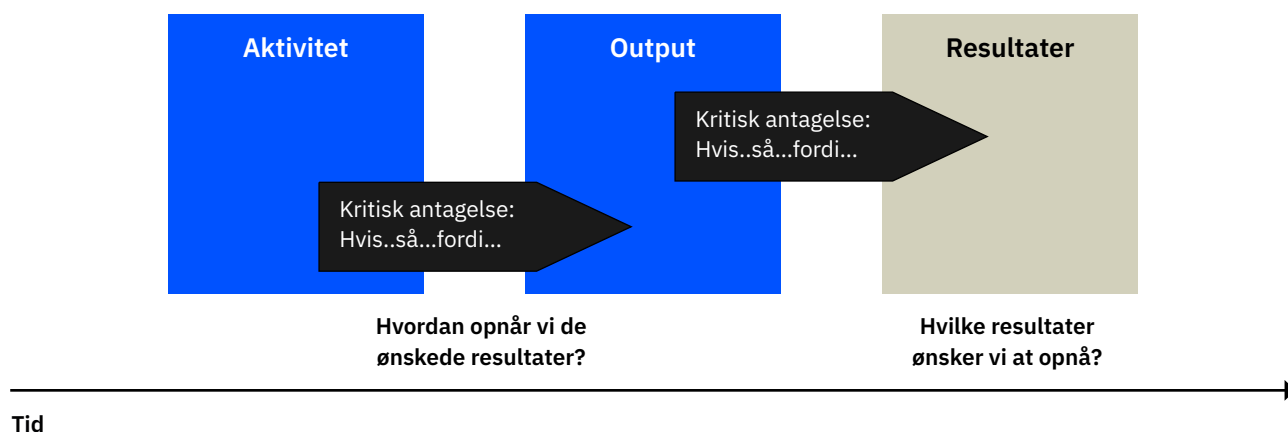 Aktivitet
Output
Resultater
Kritisk antagelse:
Hvis..så...fordi...
Kritisk antagelse:
Hvis..så...fordi...
Hvordan opnår vi de
ønskede resultater?
Hvilke resultater
ønsker vi at opnå?
Tid